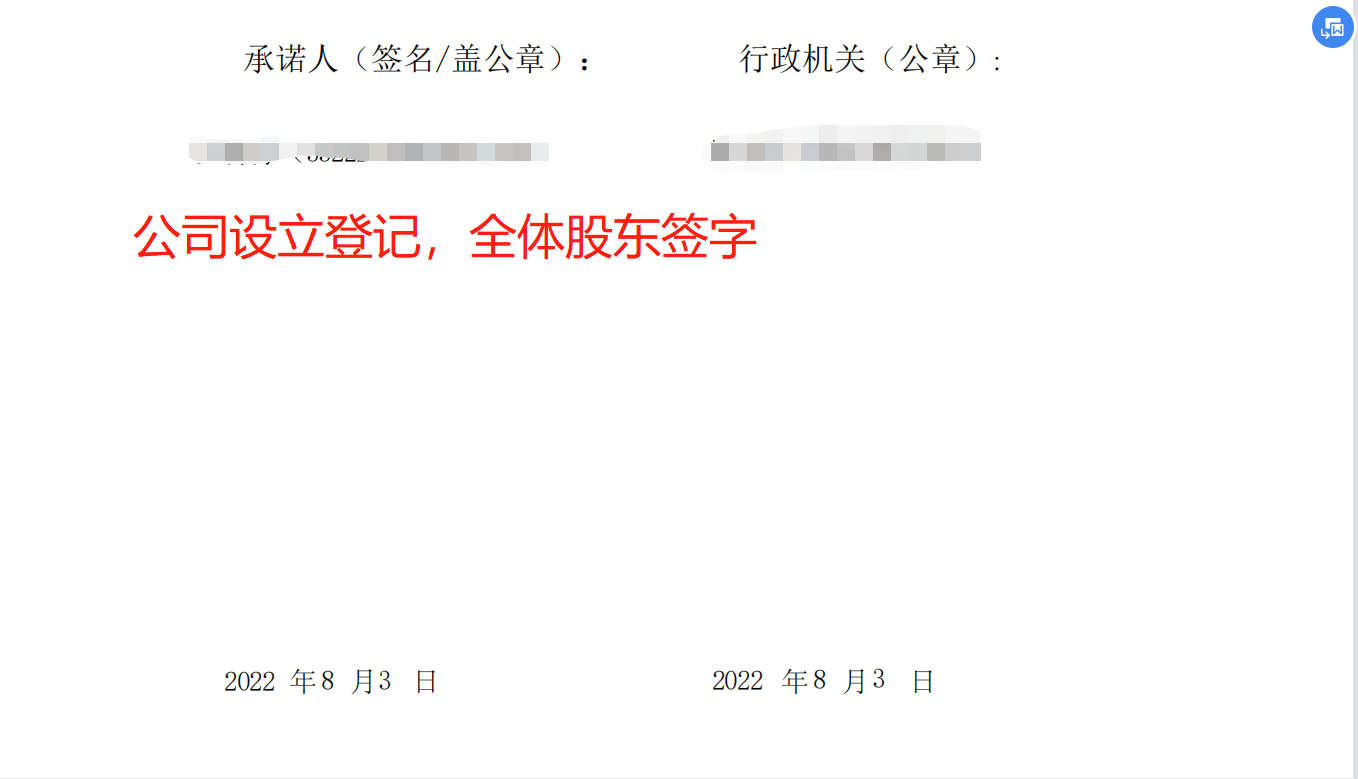 承诺人（签名/盖公章）： 行政机关（公章）:
公司设立登记，全体股东签字
2022 年 8 月 3 日 2022 年 8 月 3 日